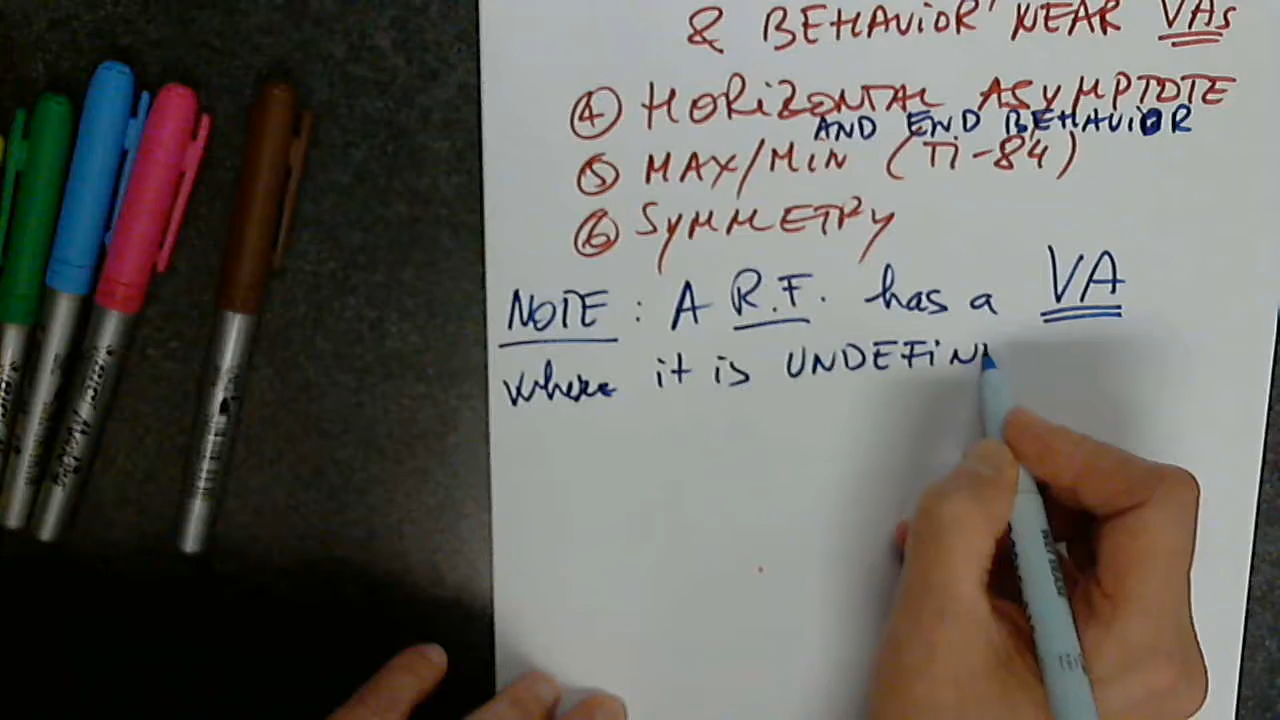 & BEHAVIOR NEAR VAs
④ HORIZONTAL ASYMPTOTE
AND END BEHAVIOR
⑤ MAX/MIN (Ti-84)
⑥ SYMMETRY
NOTE: A R.F. has a VA
where it is UNDEFIN